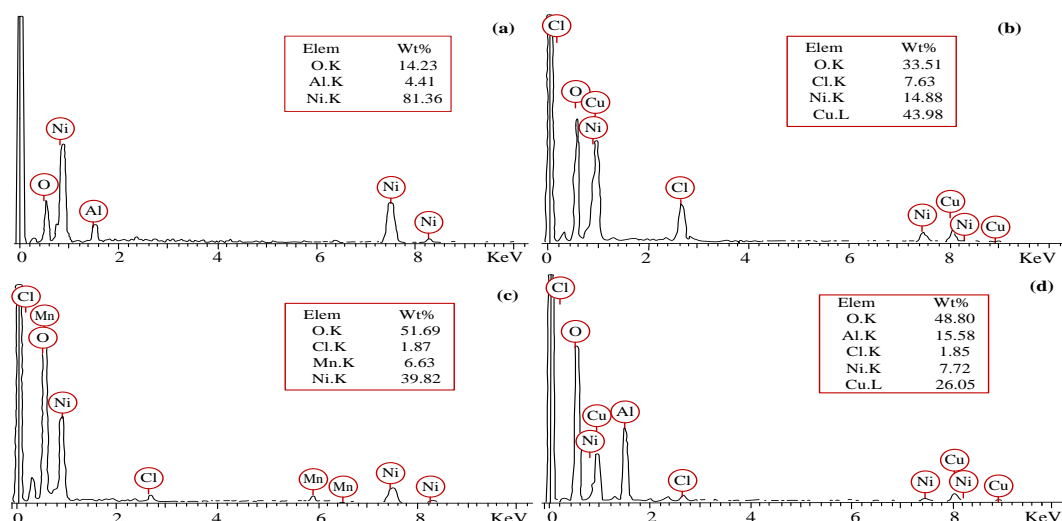 (a)
Elem Wt%
O.K 14.23
Al.K 4.41
Ni.K 81.36
Ni
O
Al
Ni
Ni
0 2 4 6 8 KeV
(b)
Cl
Elem Wt%
O.K 33.51
Cl.K 7.63
Ni.K 14.88
Cu.L 43.98
O
Cu
Ni
Cl
Ni
Cu
Ni
Cu
0 2 4 6 8 KeV
(c)
Cl
Mn
O
Elem Wt%
O.K 51.69
Cl.K 1.87
Mn.K 6.63
Ni.K 39.82
Ni
Cl
Mn
Mn
Ni
Ni
0 2 4 6 8 KeV
(d)
Cl
Elem Wt%
O.K 48.80
Al.K 15.58
Cl.K 1.85
Ni.K 7.72
Cu.L 26.05
O
Cu
Ni
Al
Cl
Ni
Cu
Ni
Cu
0 2 4 6 8 KeV